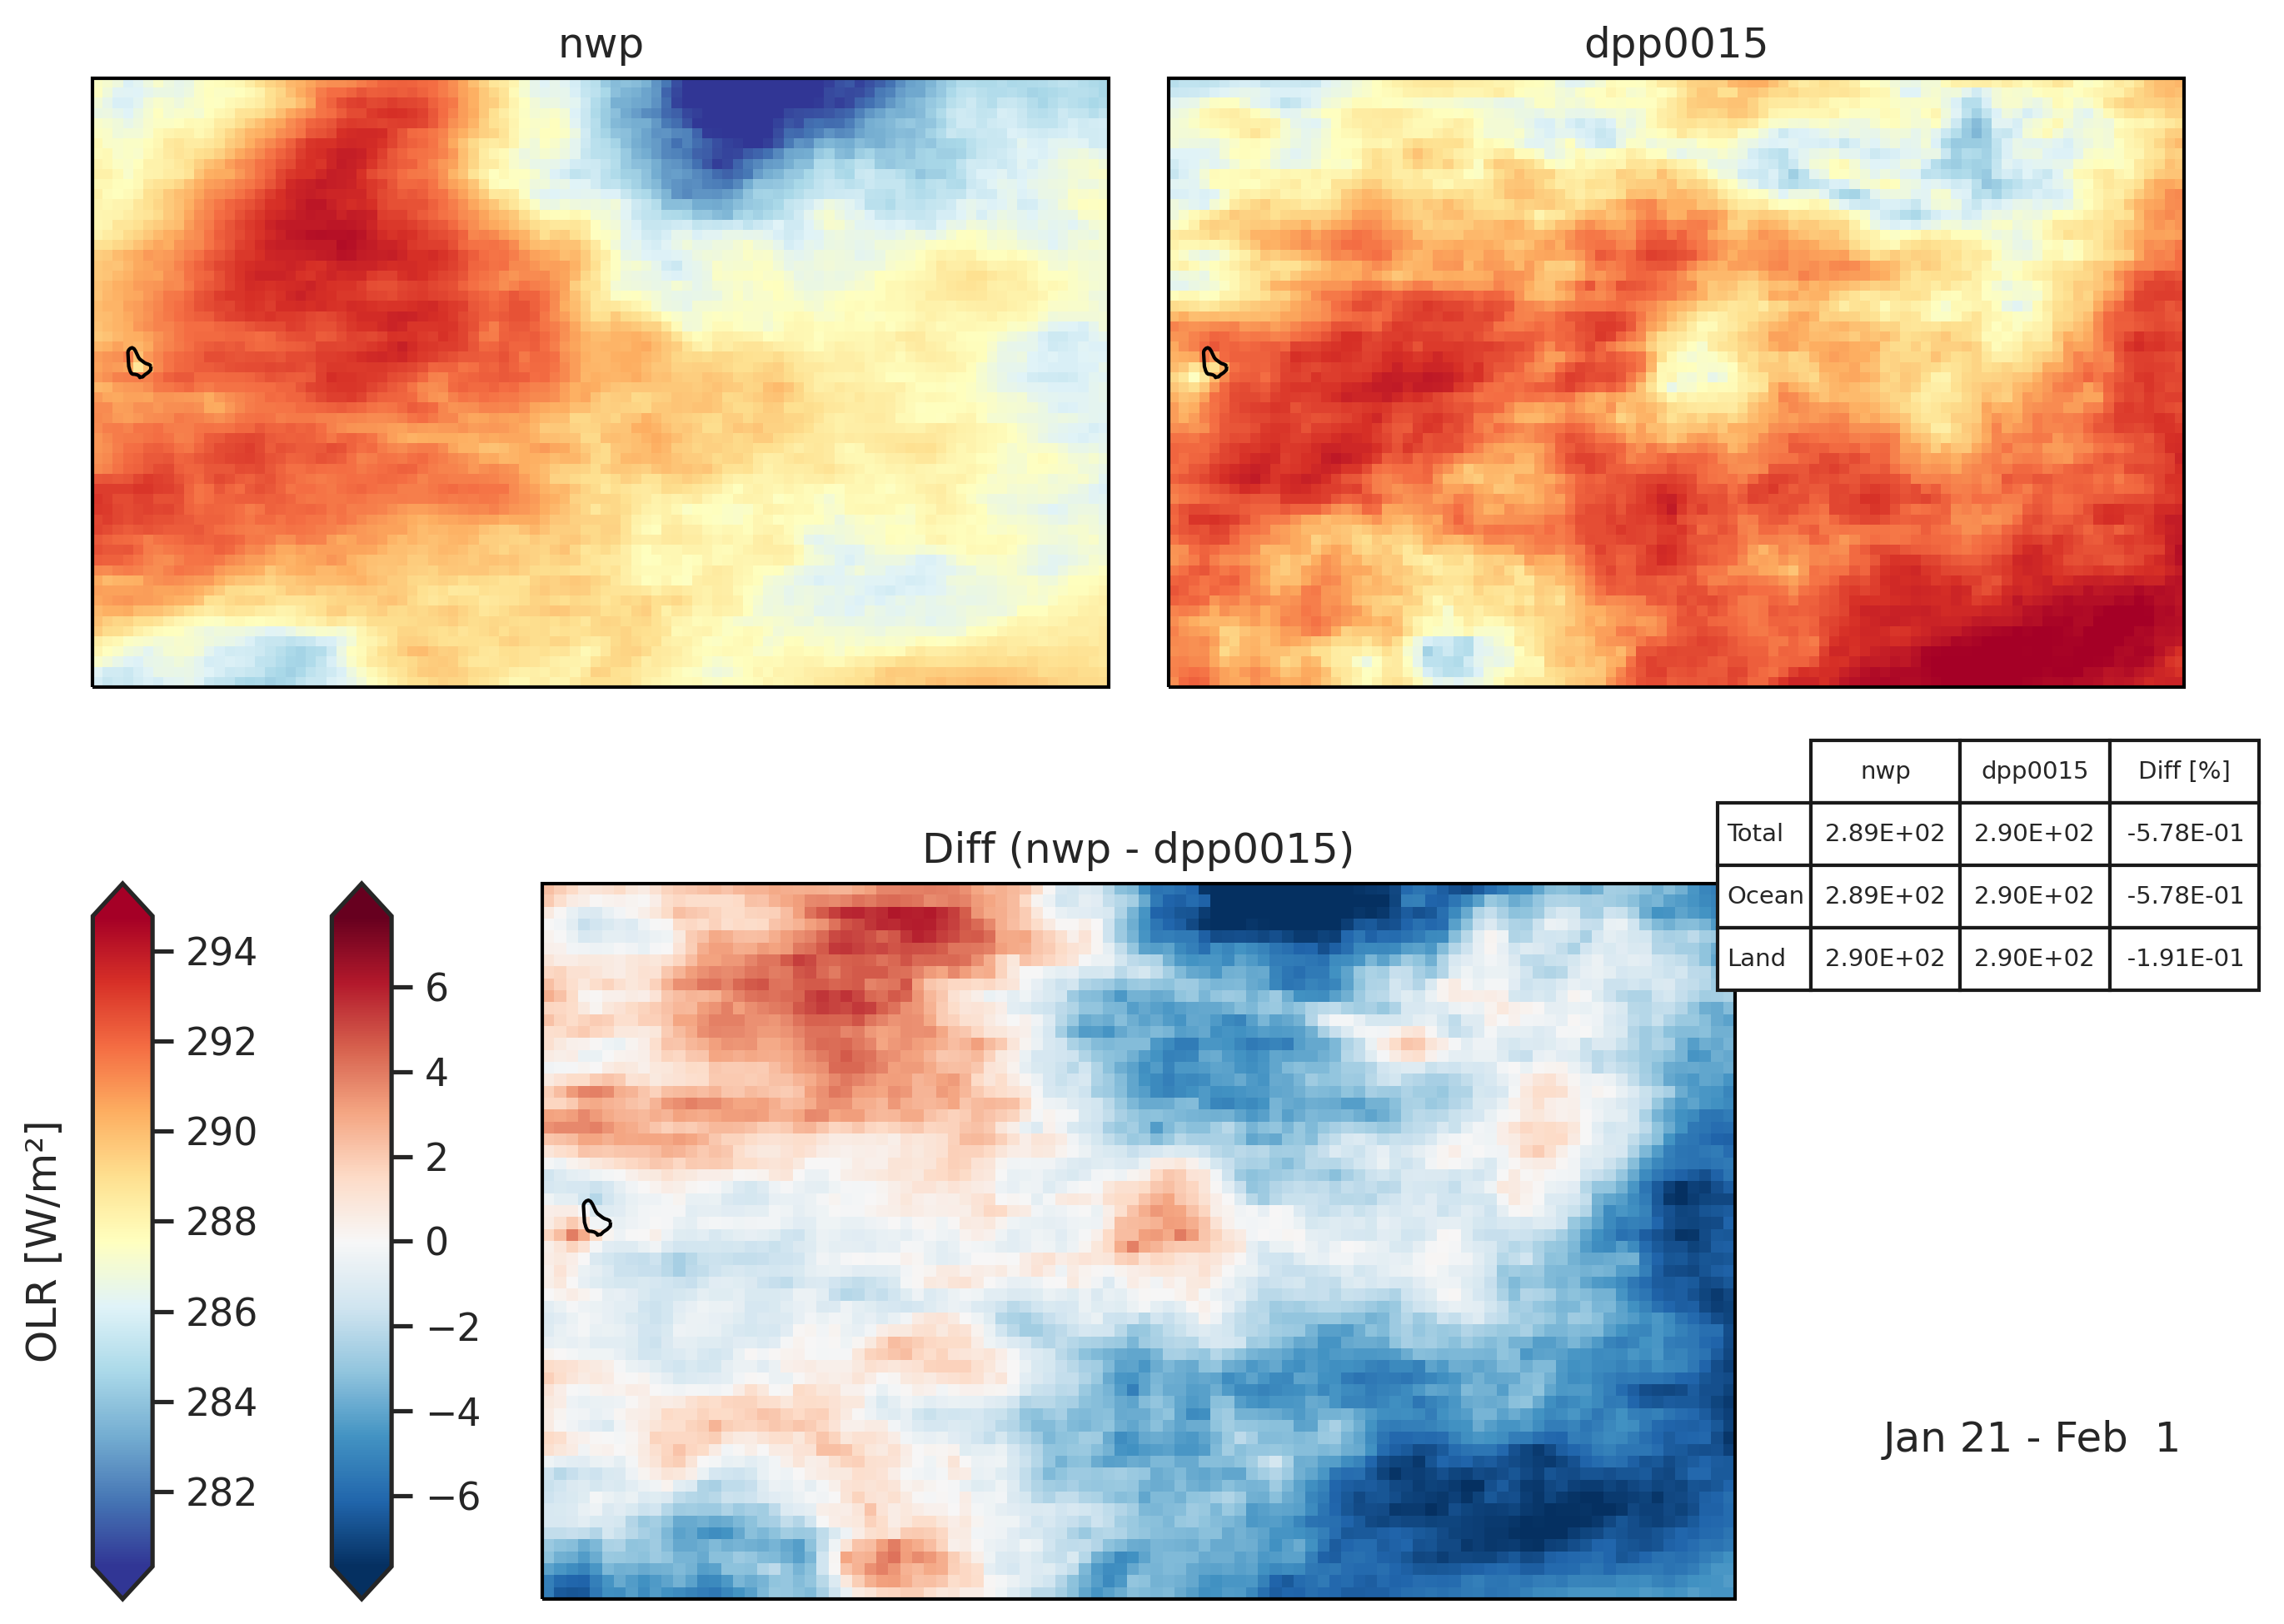 nwp
dpp0015
nwp dpp0015 Diff [%]
Total 2.89E+02 2.90E+02 -5.78E-01
Ocean 2.89E+02 2.90E+02 -5.78E-01
Land 2.90E+02 2.90E+02 -1.91E-01
Diff (nwp - dpp0015)
OLR [W/m²]
294
292
290
288
286
284
282
6
4
2
0
−2
−4
−6
Jan 21 - Feb  1